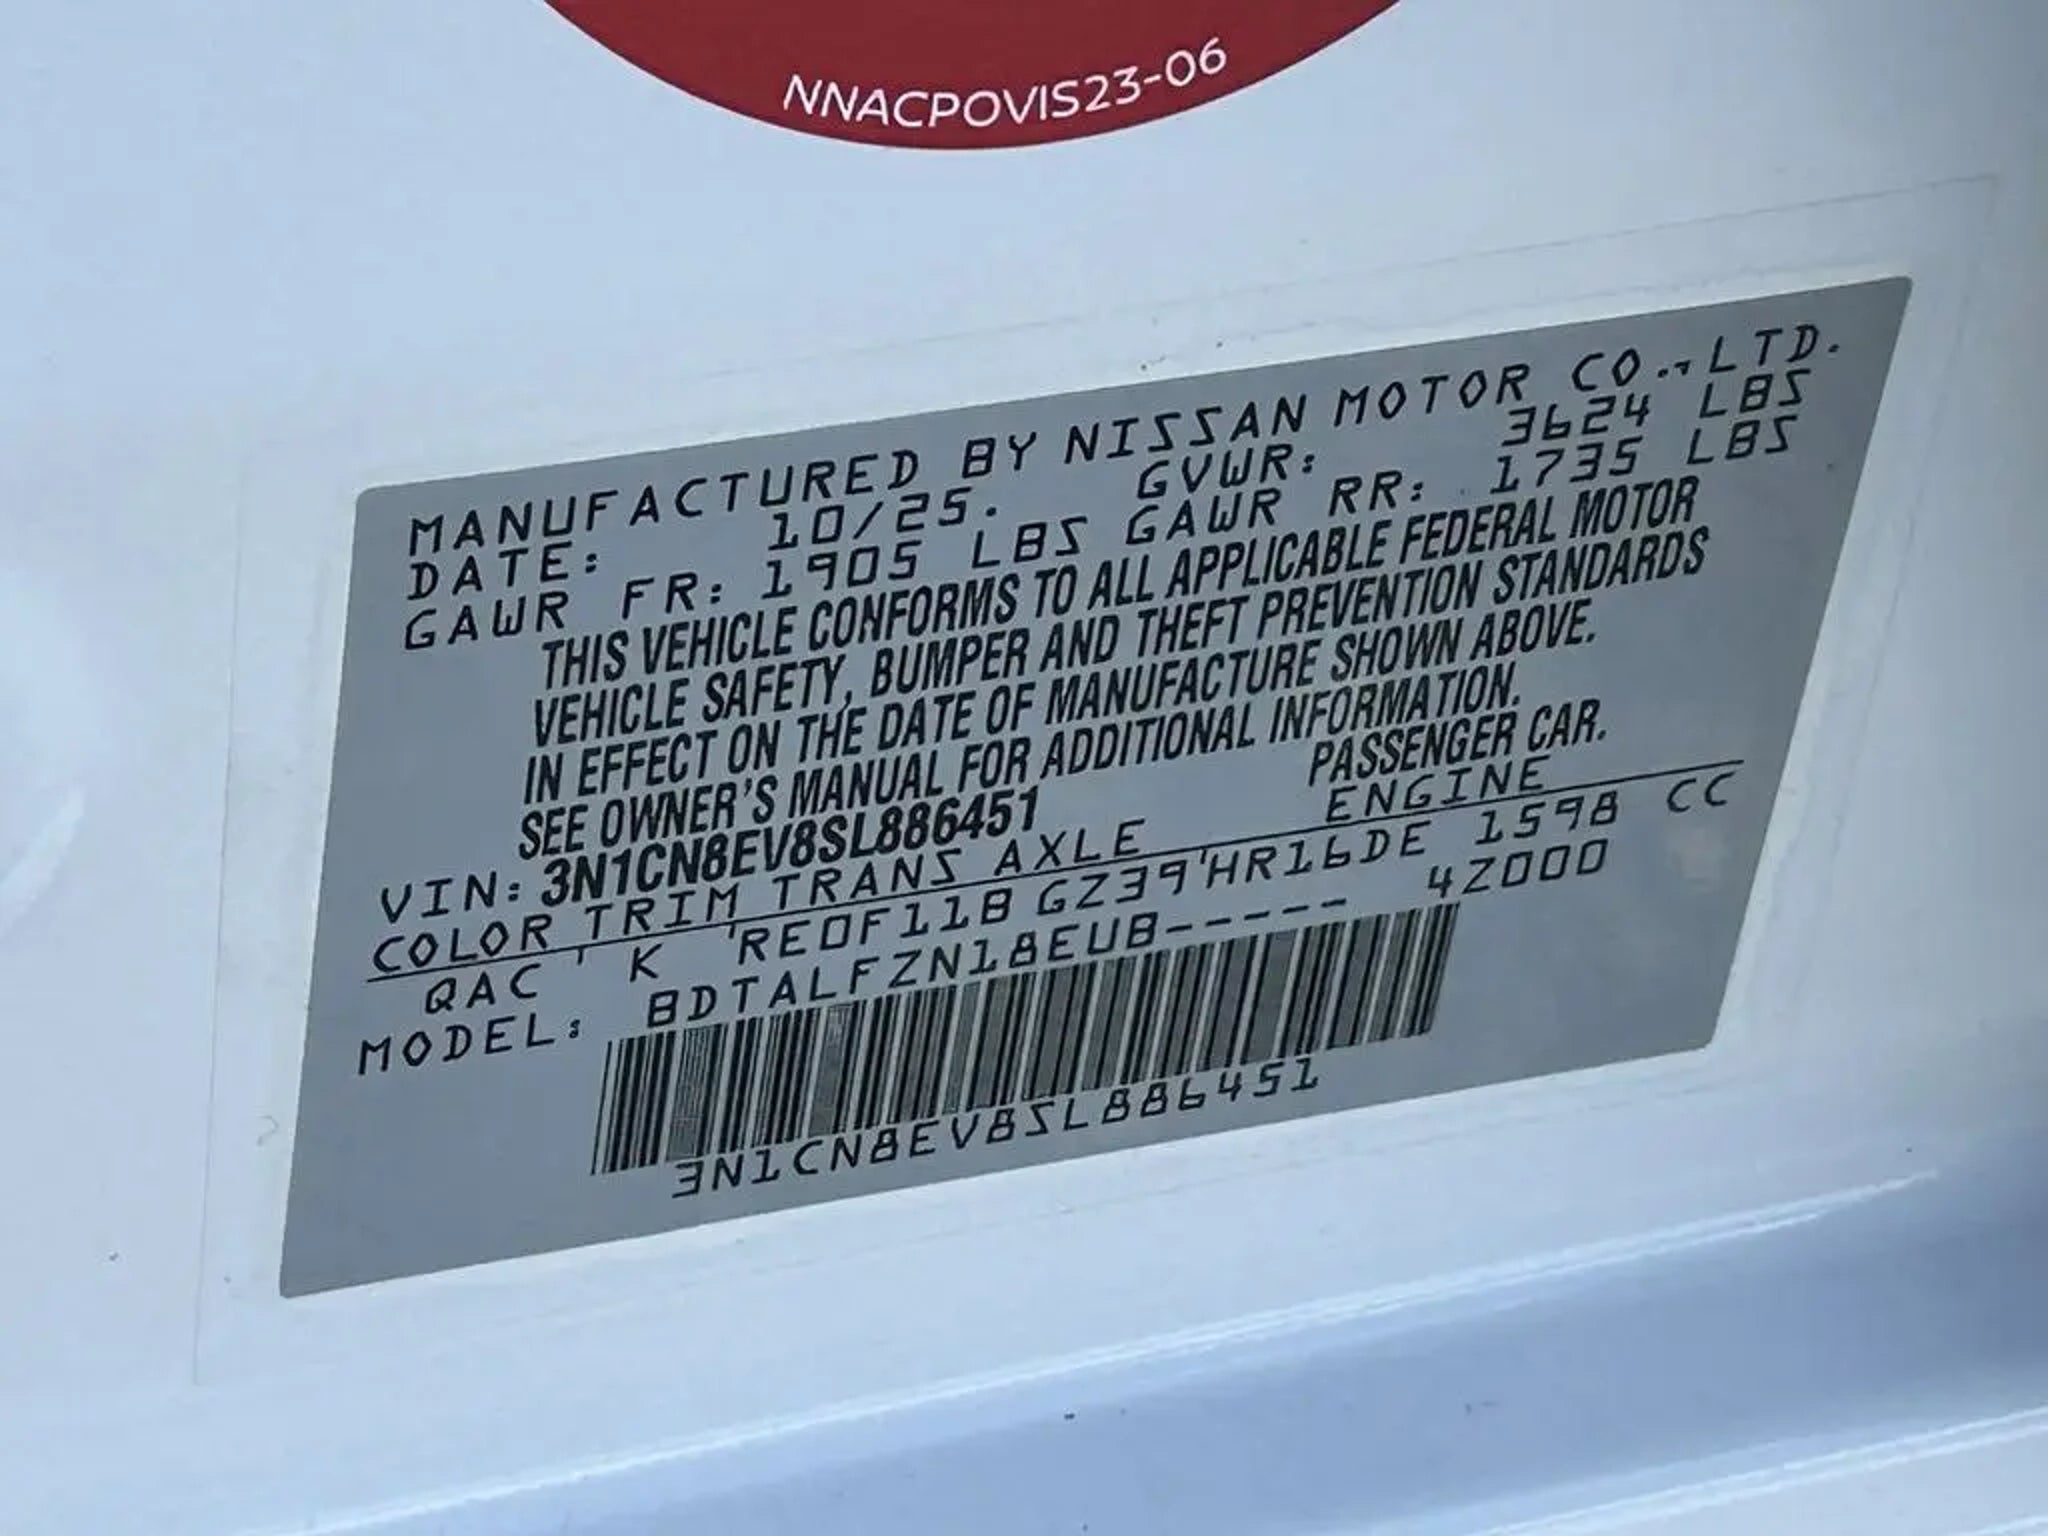 NNACPOVIS23-06
MANUFACTURED BY NISSAN MOTOR CO.,LTD.
DATE: 10/25. GVWR: 3624 LBS
GAWR FR: 1905 LBS GAWR RR: 1735 LBS
THIS VEHICLE CONFORMS TO ALL APPLICABLE FEDERAL MOTOR
VEHICLE SAFETY, BUMPER AND THEFT PREVENTION STANDARDS
IN EFFECT ON THE DATE OF MANUFACTURE SHOWN ABOVE.
SEE OWNER'S MANUAL FOR ADDITIONAL INFORMATION.
VIN: 3N1CN8EV8SL886451 PASSENGER CAR.
COLOR TRIM TRANS AXLE ENGINE
QAC K RE0F11B GZ39 HR16DE 1598 CC
MODEL: BDTALFZN18EUB----- 4Z000
3N1CN8EV8SL886451